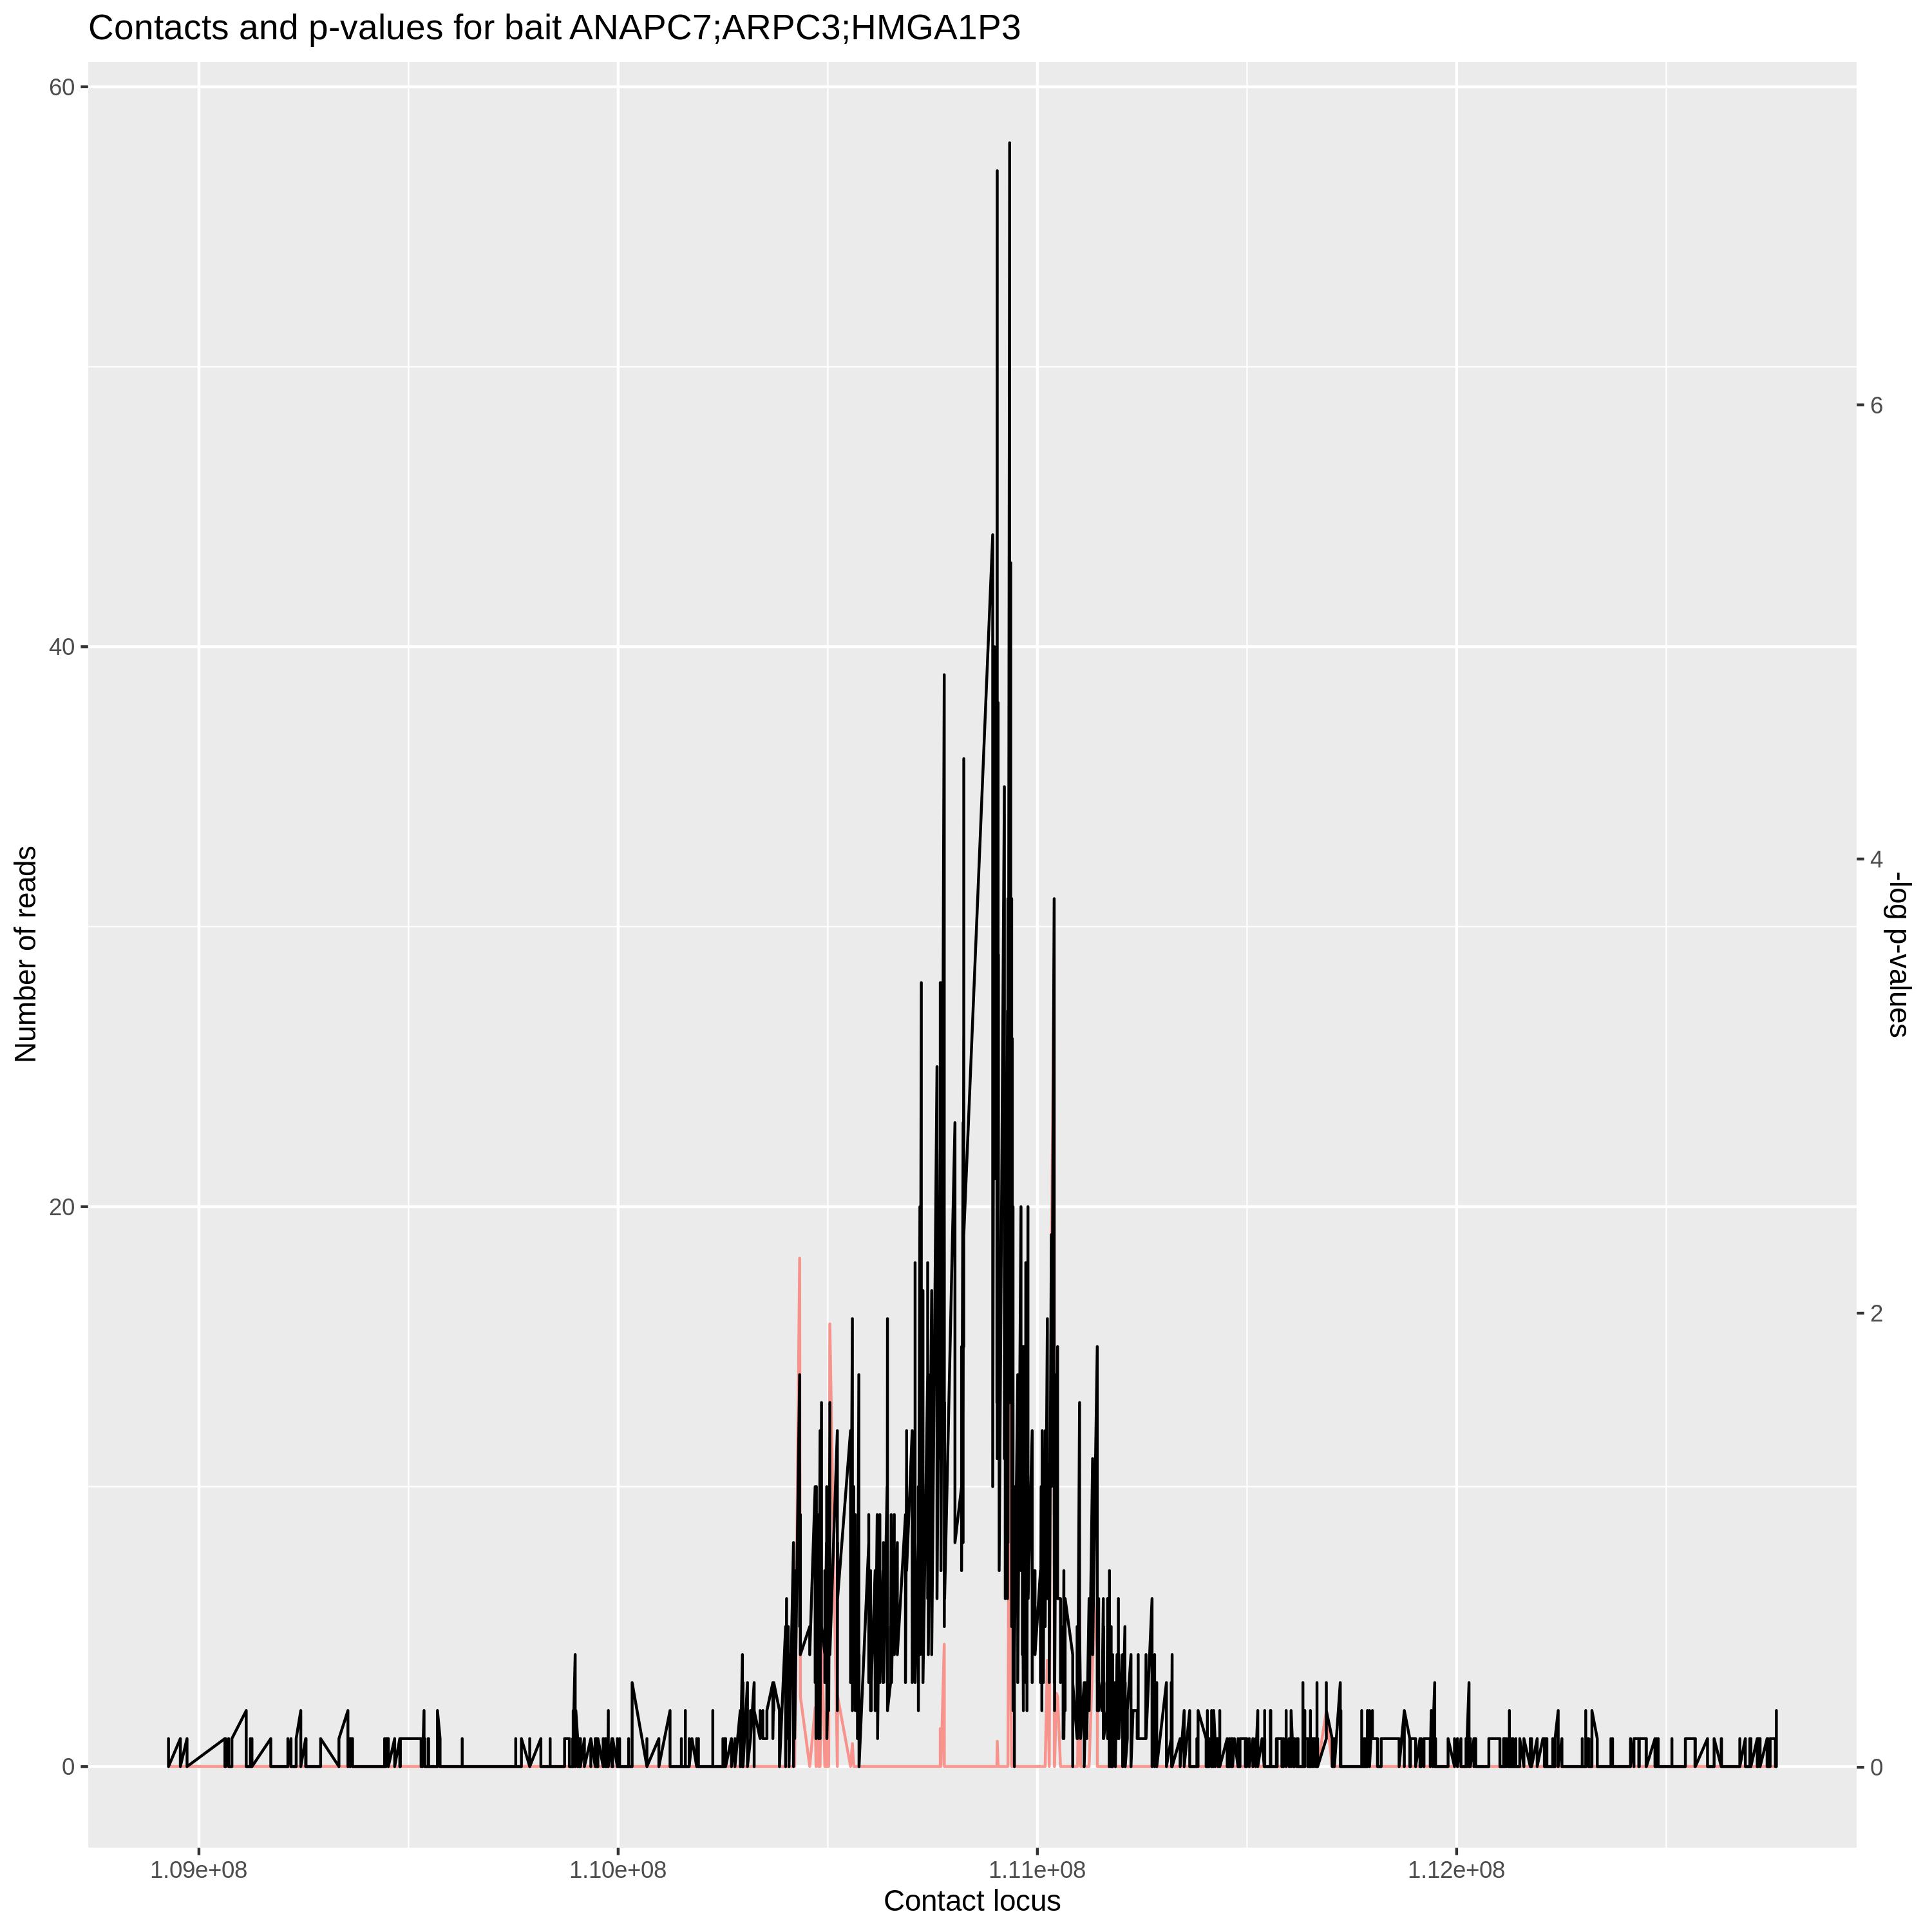 Contacts and p-values for bait ANAPC7;ARPC3;HMGA1P3
60
40
20
0
Number of reads
6
4
2
0
-log p-values
1.09e+08
1.10e+08
1.11e+08
1.12e+08
Contact locus